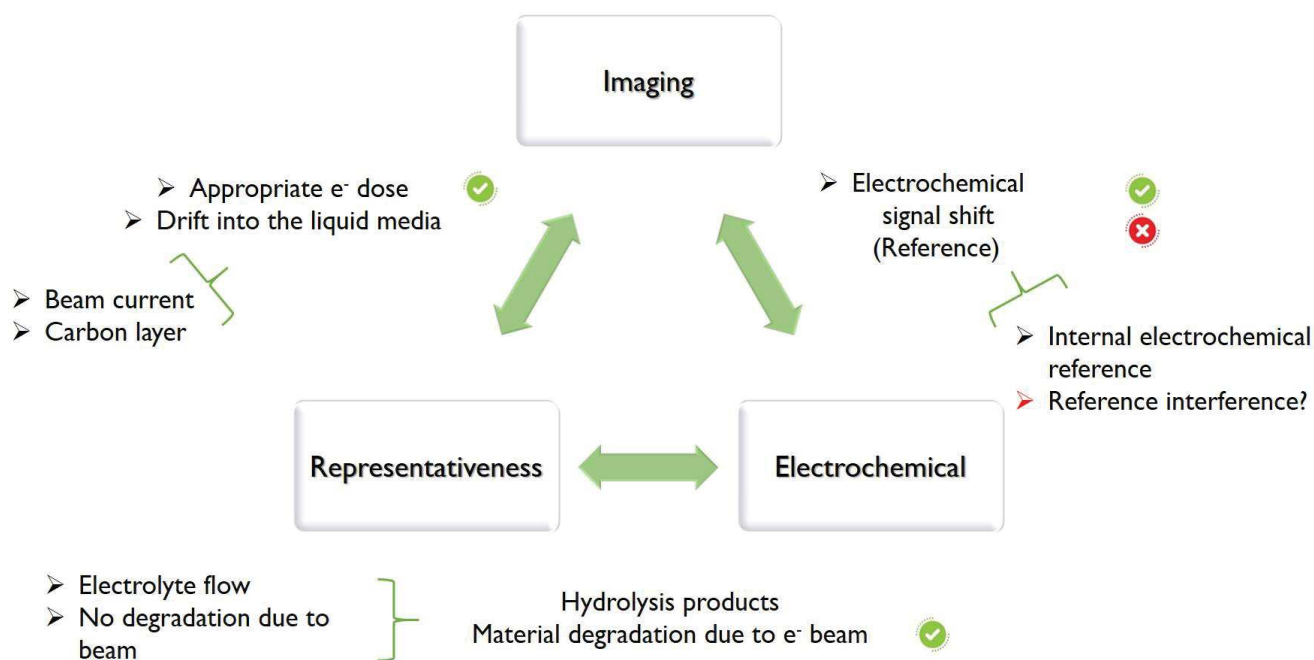 Imaging
➢ Appropriate e⁻ dose
➢ Drift into the liquid media
➢ Beam current
➢ Carbon layer
➢ Electrochemical
signal shift
(Reference)
➢ Internal electrochemical
reference
➢ Reference interference?
Representativeness
Electrochemical
➢ Electrolyte flow
➢ No degradation due to
beam
Hydrolysis products
Material degradation due to e⁻ beam